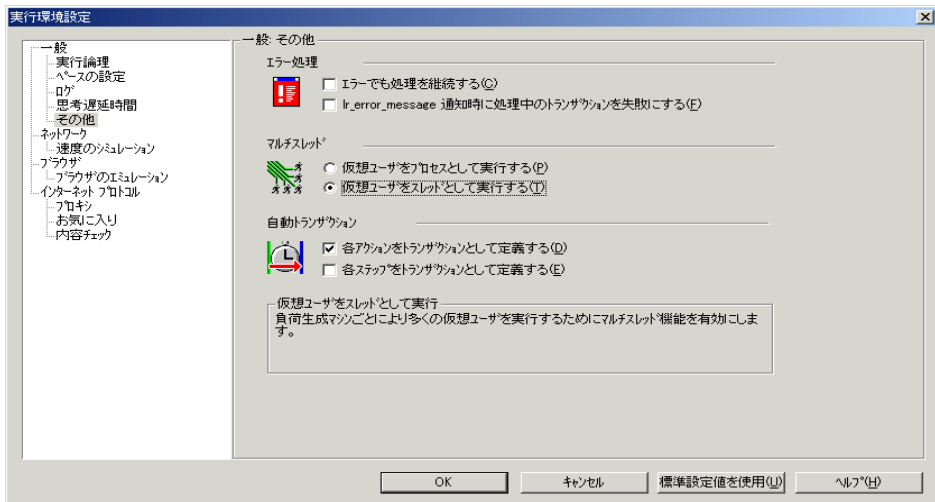 実行環境設定
一般
実行論理
ペースの設定
ログ
思考遅延時間
その他
ネットワーク
速度のシミュレーション
ブラウザ
ブラウザのエミュレーション
インターネット プロトコル
プロキシ
お気に入り
内容チェック
一般: その他
エラー処理
エラーでも処理を継続する(C)
lr_error_message 通知時に処理中のトランザクションを失敗にする(F)
マルチスレッド
仮想ユーザをプロセスとして実行する(P)
仮想ユーザをスレッドとして実行する(T)
自動トランザクション
各アクションをトランザクションとして定義する(D)
各ステップをトランザクションとして定義する(E)
仮想ユーザをスレッドとして実行
負荷生成マシンごとにより多くの仮想ユーザを実行するためにマルチスレッド機能を有効にしま
す。
OK
キャンセル
標準設定値を使用(U)
ヘルプ(H)